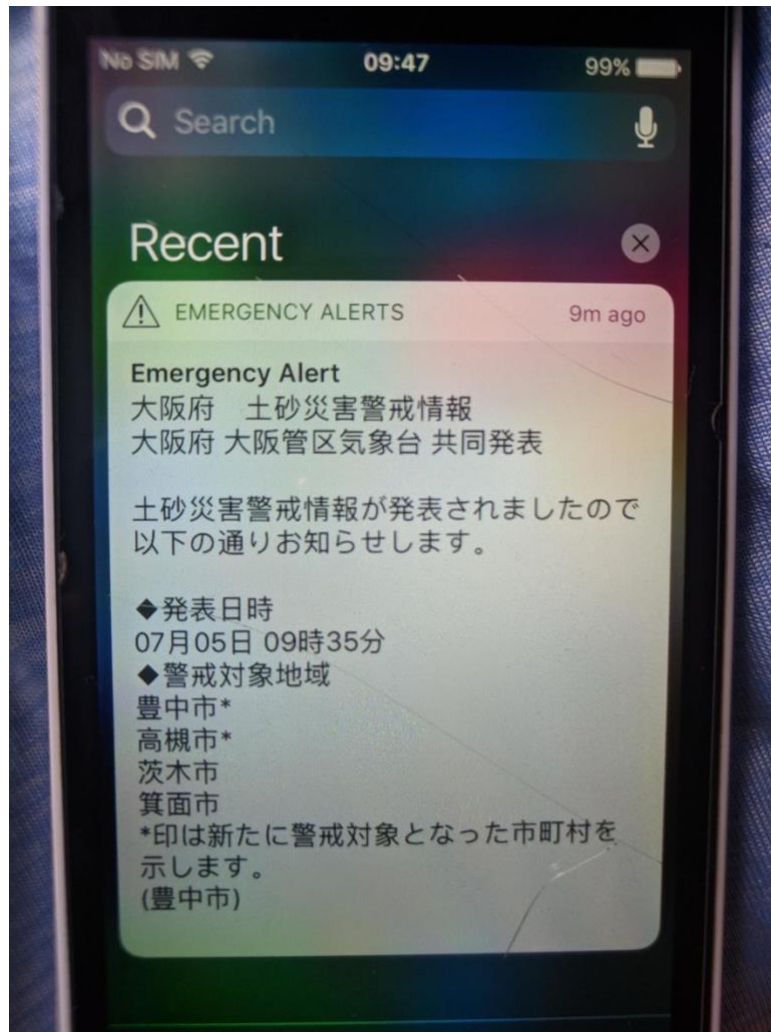 No SIM 09:47 99%
Search
Recent
EMERGENCY ALERTS 9m ago
Emergency Alert
大阪府　土砂災害警戒情報
大阪府 大阪管区気象台 共同発表
土砂災害警戒情報が発表されましたので
以下の通りお知らせします。
◆発表日時
07月05日 09時35分
◆警戒対象地域
豊中市*
高槻市*
茨木市
箕面市
*印は新たに警戒対象となった市町村を
示します。
(豊中市)